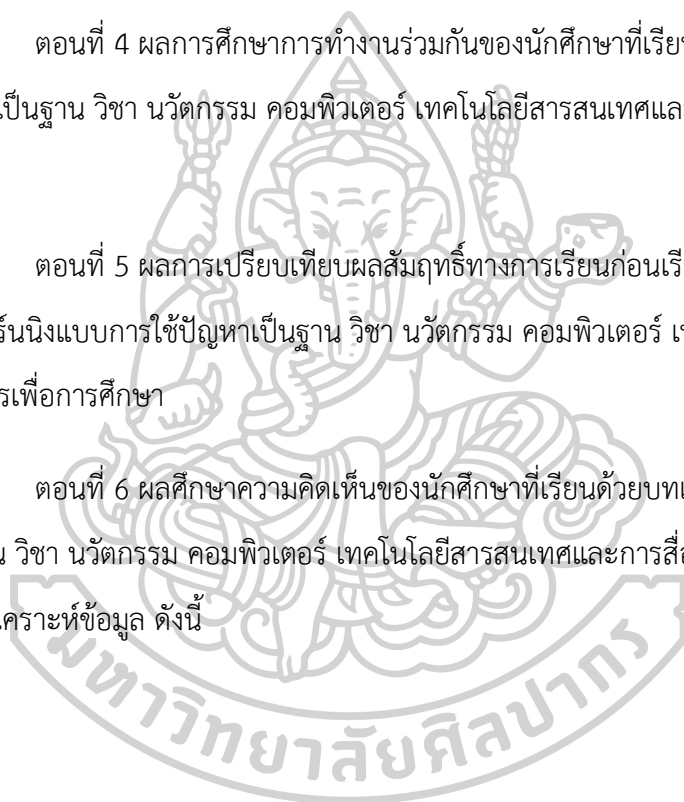 ตอนที่ 4 ผลการศึกษาการทำงานร่วมกันของนักศึกษาที่เรีย
เป็นฐาน วิชา นวัตกรรม คอมพิวเตอร์ เทคโนโลยีสารสนเทศและ
ตอนที่ 5 ผลการเปรียบเทียบผลสัมฤทธิ์ทางการเรียนก่อนเรี
ร์นนิงแบบการใช้ปัญหาเป็นฐาน วิชา นวัตกรรม คอมพิวเตอร์ เท
รเพื่อการศึกษา
ตอนที่ 6 ผลศึกษาความคิดเห็นของนักศึกษาที่เรียนด้วยบทเ
น วิชา นวัตกรรม คอมพิวเตอร์ เทคโนโลยีสารสนเทศและการสื่
เคราะห์ข้อมูล ดังนี้
มหาวิทยาลัยศิลปากร